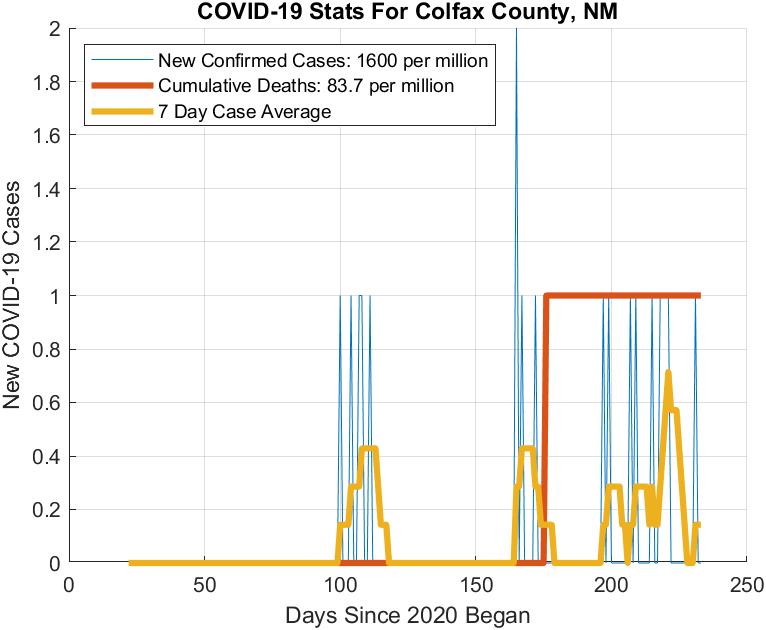 COVID-19 Stats For Colfax County, NM
New Confirmed Cases: 1600 per million
Cumulative Deaths: 83.7 per million
7 Day Case Average
New COVID-19 Cases
2
1.8
1.6
1.4
1.2
1
0.8
0.6
0.4
0.2
0
0 50 100 150 200 250
Days Since 2020 Began